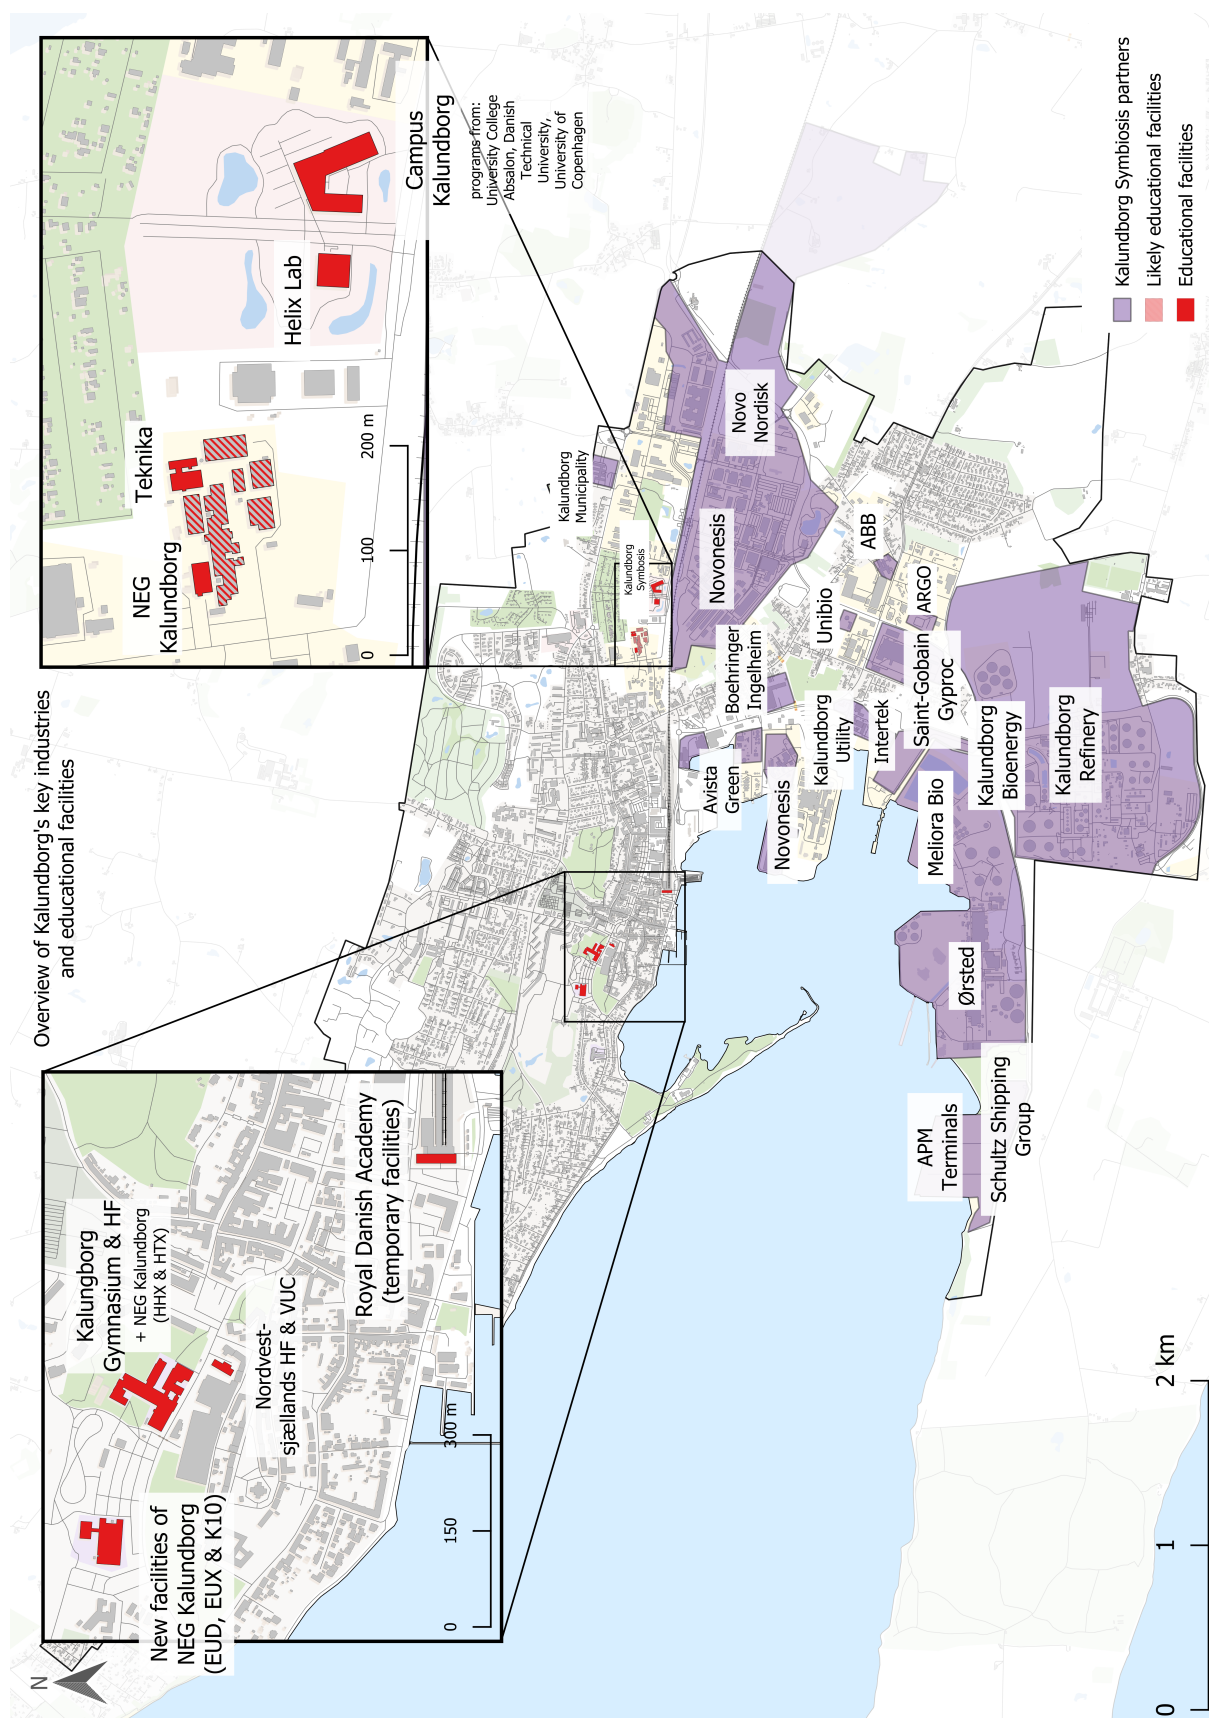 Overview of Kalundborg's key industries
and educational facilities
N
New facilities of
NEG Kalundborg
(EUD, EUX & K10)
Kalungborg
Gymnasium & HF
+ NEG Kalundborg
(HHX & HTX)
Nordvest-
sjællands HF & VUC
Royal Danish Academy
(temporary facilities)
0
150
300 m
NEG
Kalundborg
Teknika
Helix Lab
Campus
Kalundborg
programs from:
University College
Absalon, Danish
Technical
University,
University of
Copenhagen
0
100
200 m
Kalundborg
Municipality
Kalundborg
Symbosis
Novo
Nordisk
Novonesis
Boehringer
Ingelheim
Unibio
ABB
ARGO
Avista
Green
Novonesis
Kalundborg
Utility
Intertek
Saint-Gobain
Gyproc
Meliora Bio
Kalundborg
Bioenergy
Kalundborg
Refinery
Ørsted
APM
Terminals
Schultz Shipping
Group
Kalundborg Symbiosis partners
Likely educational facilities
Educational facilities
0
1
2 km